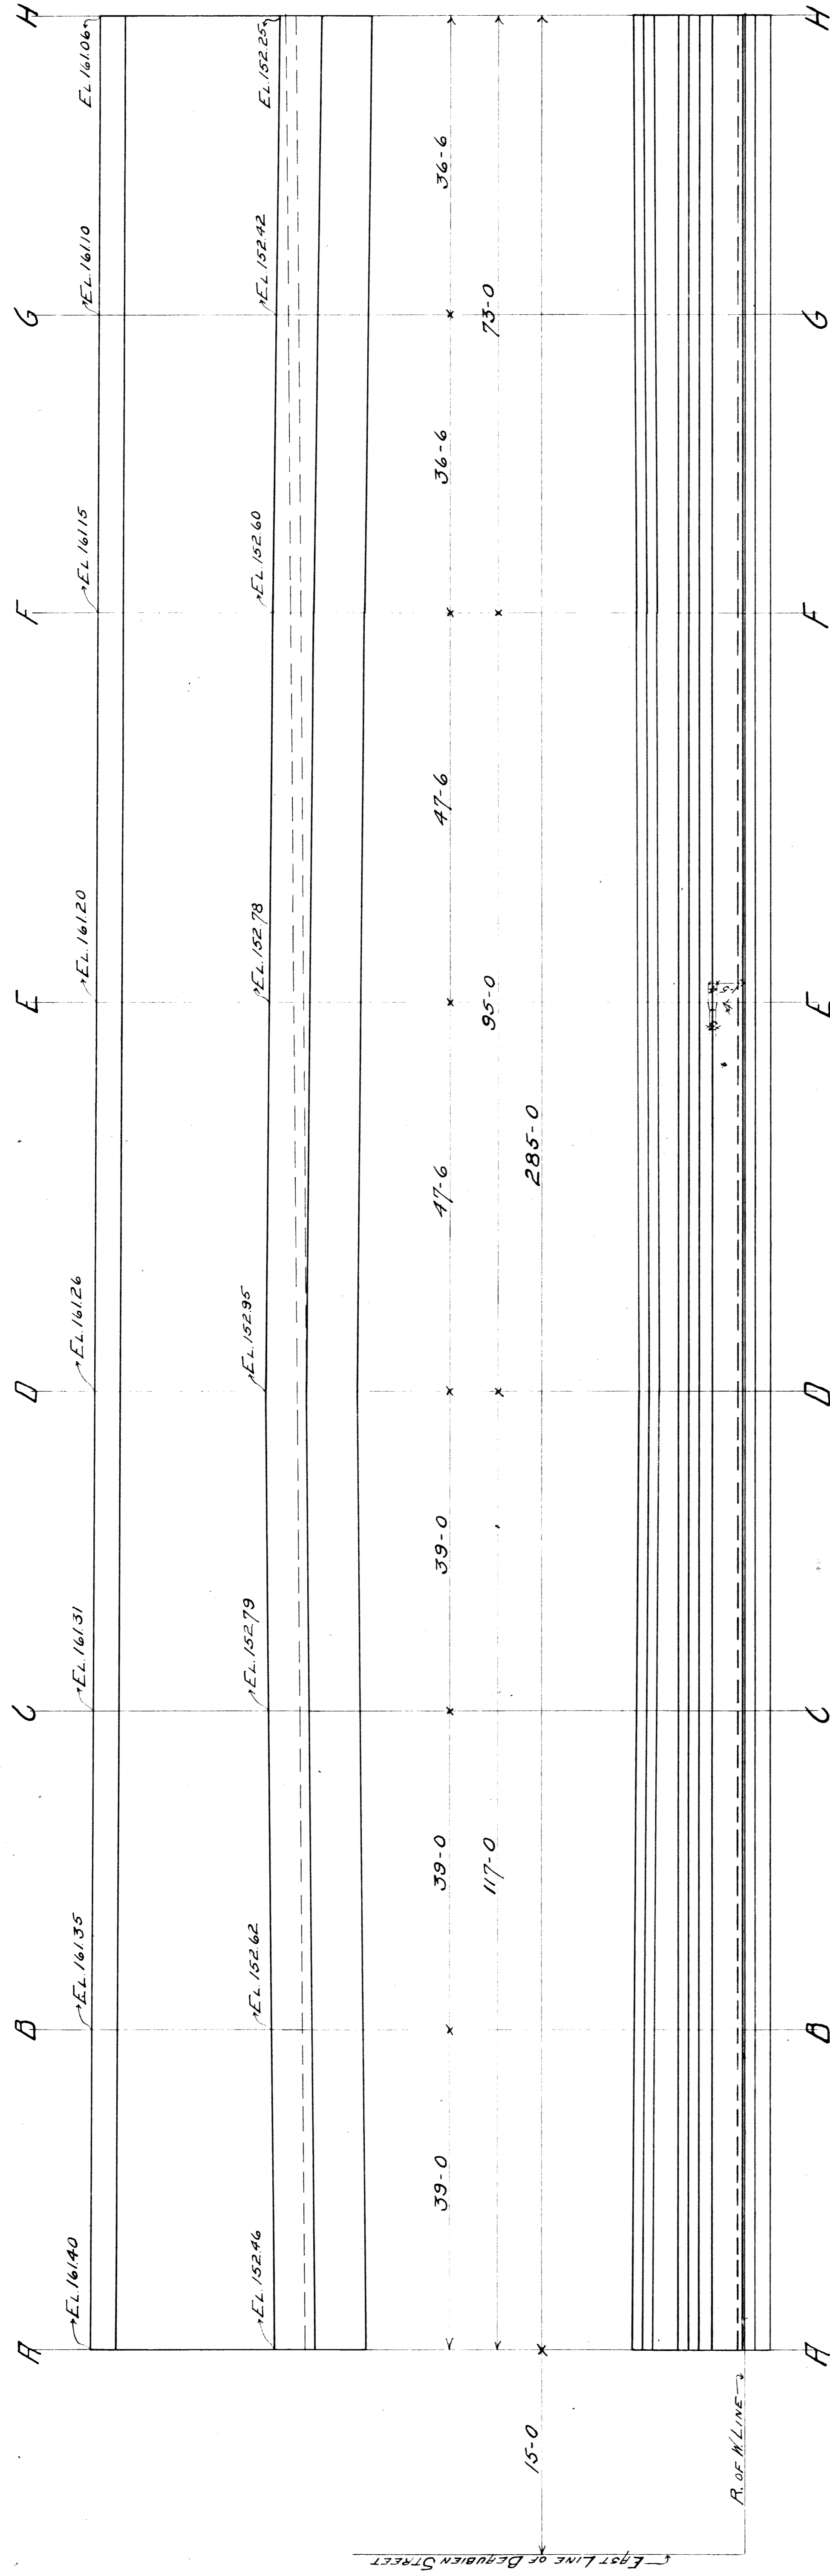 A B C D E F G H
EL.161.40 EL.161.35 EL.161.31 EL.161.26 EL.161.20 EL.161.15 EL.161.10 EL.161.06
EL.152.46 EL.152.62 EL.152.79 EL.152.95 EL.152.78 EL.152.60 EL.152.42 EL.152.25
39-0 39-0 39-0 47-6 47-6 36-6 36-6
117-0 95-0 73-0
15-0 285-0
EAST LINE OF BEAUBIEN STREET
R. OF W. LINE
A B C D E F G H